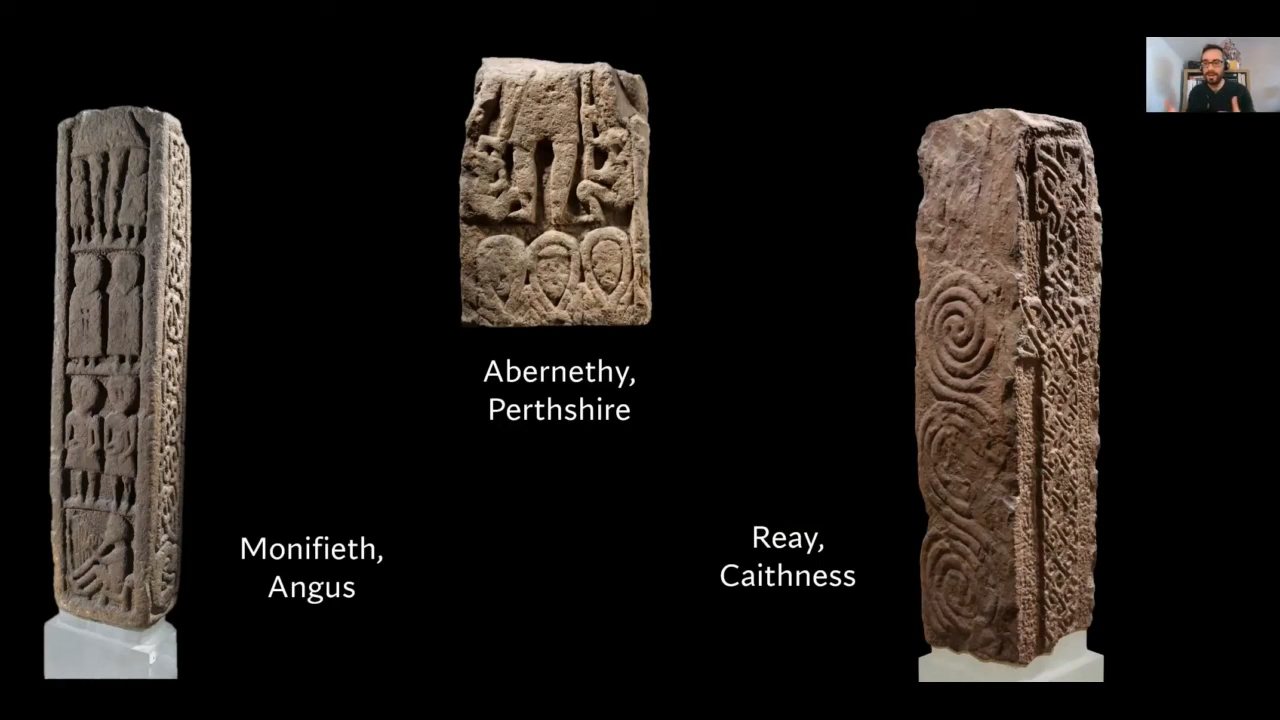 Abernethy,
Perthshire
Monifieth,
Angus
Reay,
Caithness